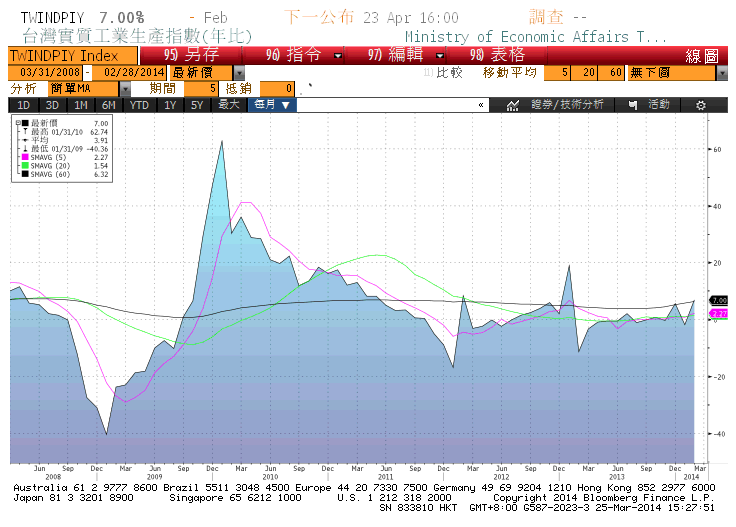 TWINDPIY 7.00% - Feb 下一公布 23 Apr 16:00 調查 --
台灣實質工業生產指數(年比) Ministry of Economic Affairs T...
TWINDPIY Index 95) 另存 96) 指令 97) 編輯 98) 表格 線圖
03/31/2008 - 02/28/2014 最新價 比較 移動平均 5 20 60 無下圖
分析 簡單MA 期間 5 抵銷 0
1D 3D 1M 6M YTD 1Y 5Y 最大 每月 ▼ « 證券/技術分析 活動
最新價 7.00
最高 01/31/10 62.74
平均 3.91
最低 01/31/09 -40.36
SMAVG (5) 2.27
SMAVG (20) 1.54
SMAVG (60) 6.32
60
40
20
7.00
2.27
0
-20
-40
Jun Sep Dec Mar Jun Sep Dec Mar Jun Sep Dec Mar Jun Sep Dec Mar Jun Sep Dec Mar Jun Sep Dec Mar
2008 2009 2010 2011 2012 2013 2014
Australia 61 2 9777 8600 Brazil 5511 3048 4500 Europe 44 20 7330 7500 Germany 49 69 9204 1210 Hong Kong 852 2977 6000
Japan 81 3 3201 8900 Singapore 65 6212 1000 U.S. 1 212 318 2000 Copyright 2014 Bloomberg Finance L.P.
SN 833810 HKT GMT+8:00 G587-2023-3 25-Mar-2014 15:27:51